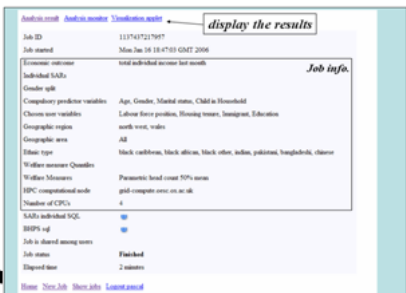 Analysis result Analysis monitor Visualization applet
display the results
Job ID 1137437217957
Job started Mon Jan 16 18:47:03 GMT 2006
Job info.
Economic outcome total individual income last month
Individual SARs
Gender split
Compulsory predictor variables Age, Gender, Marital status, Child in Household
Chosen user variables Labour force position, Housing tenure, Immigrant, Education
Geographic region north west, wales
Geographic area All
Ethnic type black caribbean, black african, black other, indian, pakistani, bangladeshi, chinese
Welfare measure Quantiles
Welfare Measures Parametric head count 50% mean
HPC computational node grid-compute.oesc.ox.ac.uk
Number of CPUs 4
SARs individual SQL
BHPS sql
Job is shared among users
Job status Finished
Elapsed time 2 minutes
Home New Job Show jobs Logout pascal